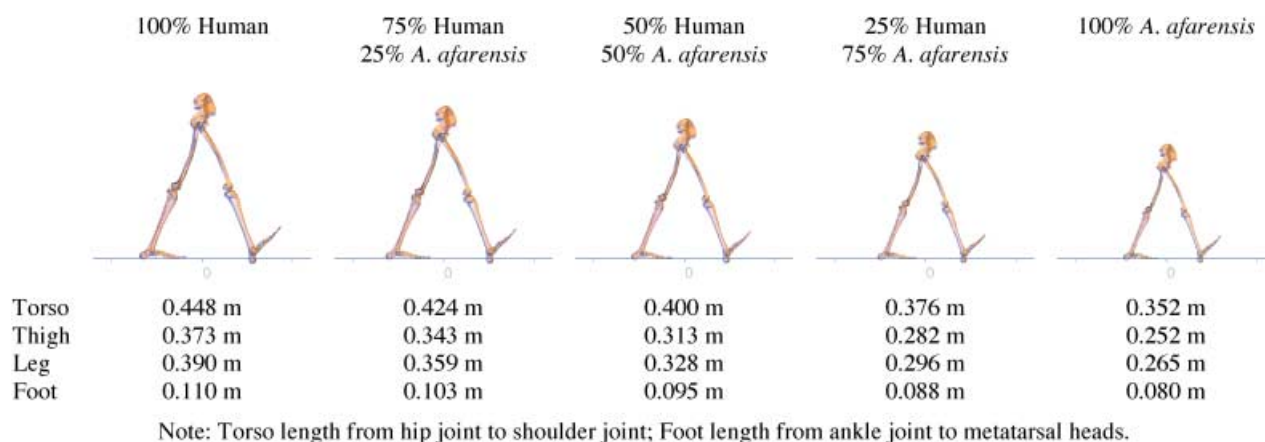 100% Human 75% Human 50% Human 25% Human 100% A. afarensis
25% A. afarensis 50% A. afarensis 75% A. afarensis
0 0 0 0 0
Torso 0.448 m 0.424 m 0.400 m 0.376 m 0.352 m
Thigh 0.373 m 0.343 m 0.313 m 0.282 m 0.252 m
Leg 0.390 m 0.359 m 0.328 m 0.296 m 0.265 m
Foot 0.110 m 0.103 m 0.095 m 0.088 m 0.080 m
Note: Torso length from hip joint to shoulder joint; Foot length from ankle joint to metatarsal heads.